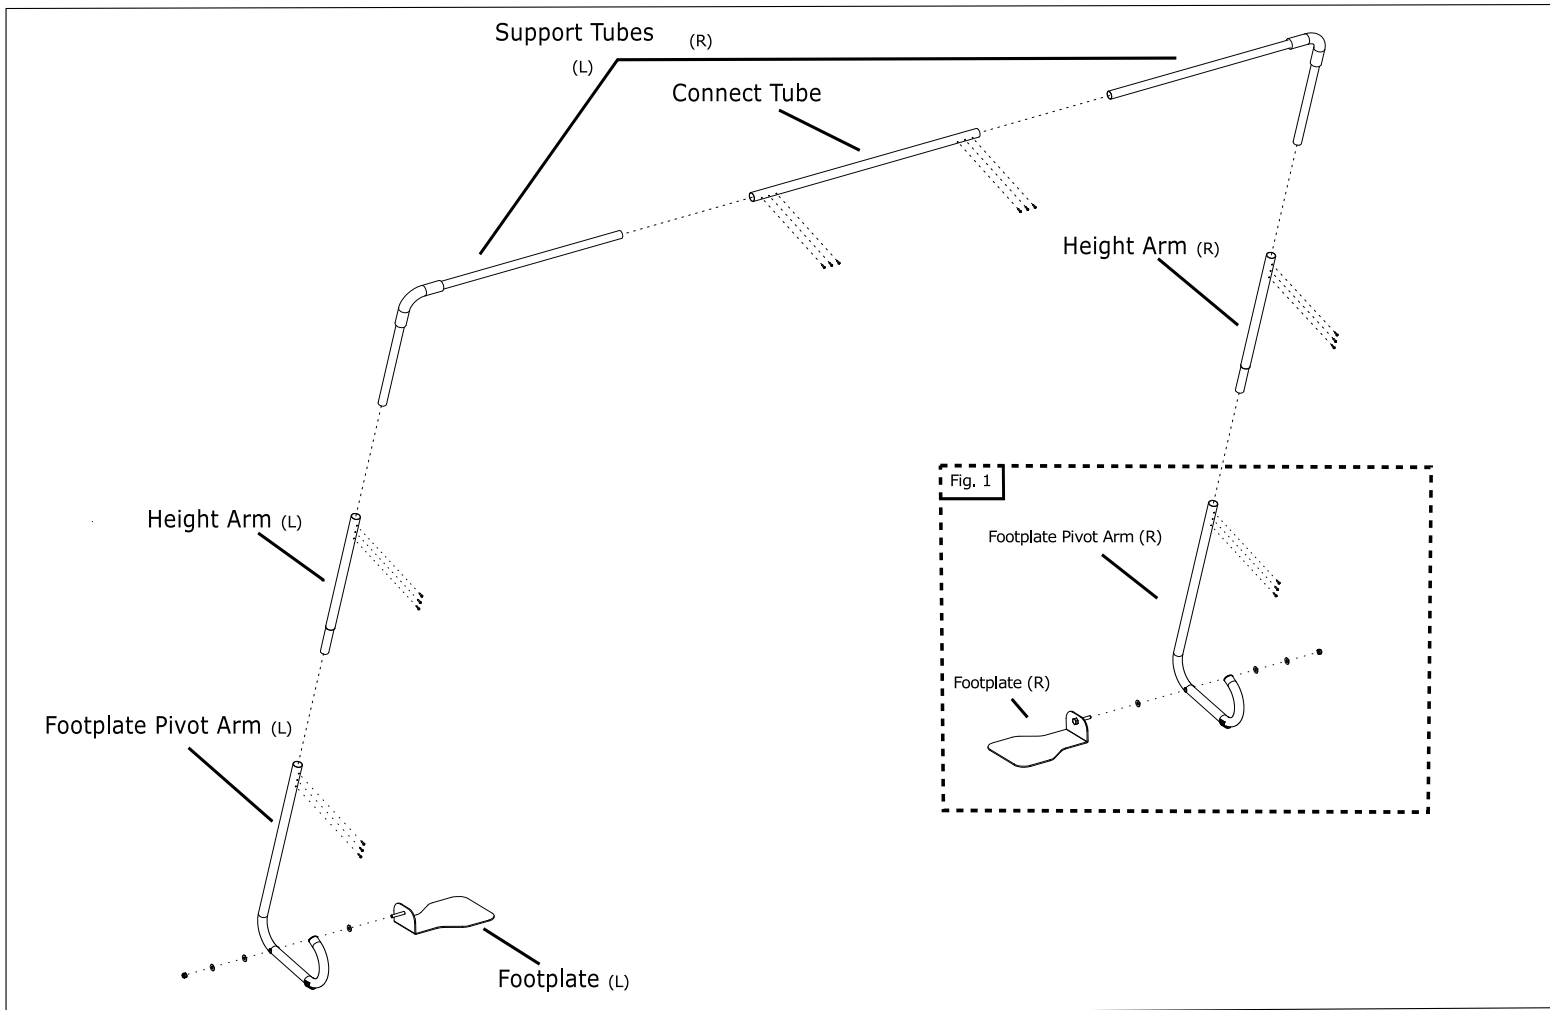 Support Tubes (R)
(L)
Connect Tube
Height Arm (R)
Fig. 1
Height Arm (L)
Footplate Pivot Arm (R)
Footplate (R)
Footplate Pivot Arm (L)
Footplate (L)